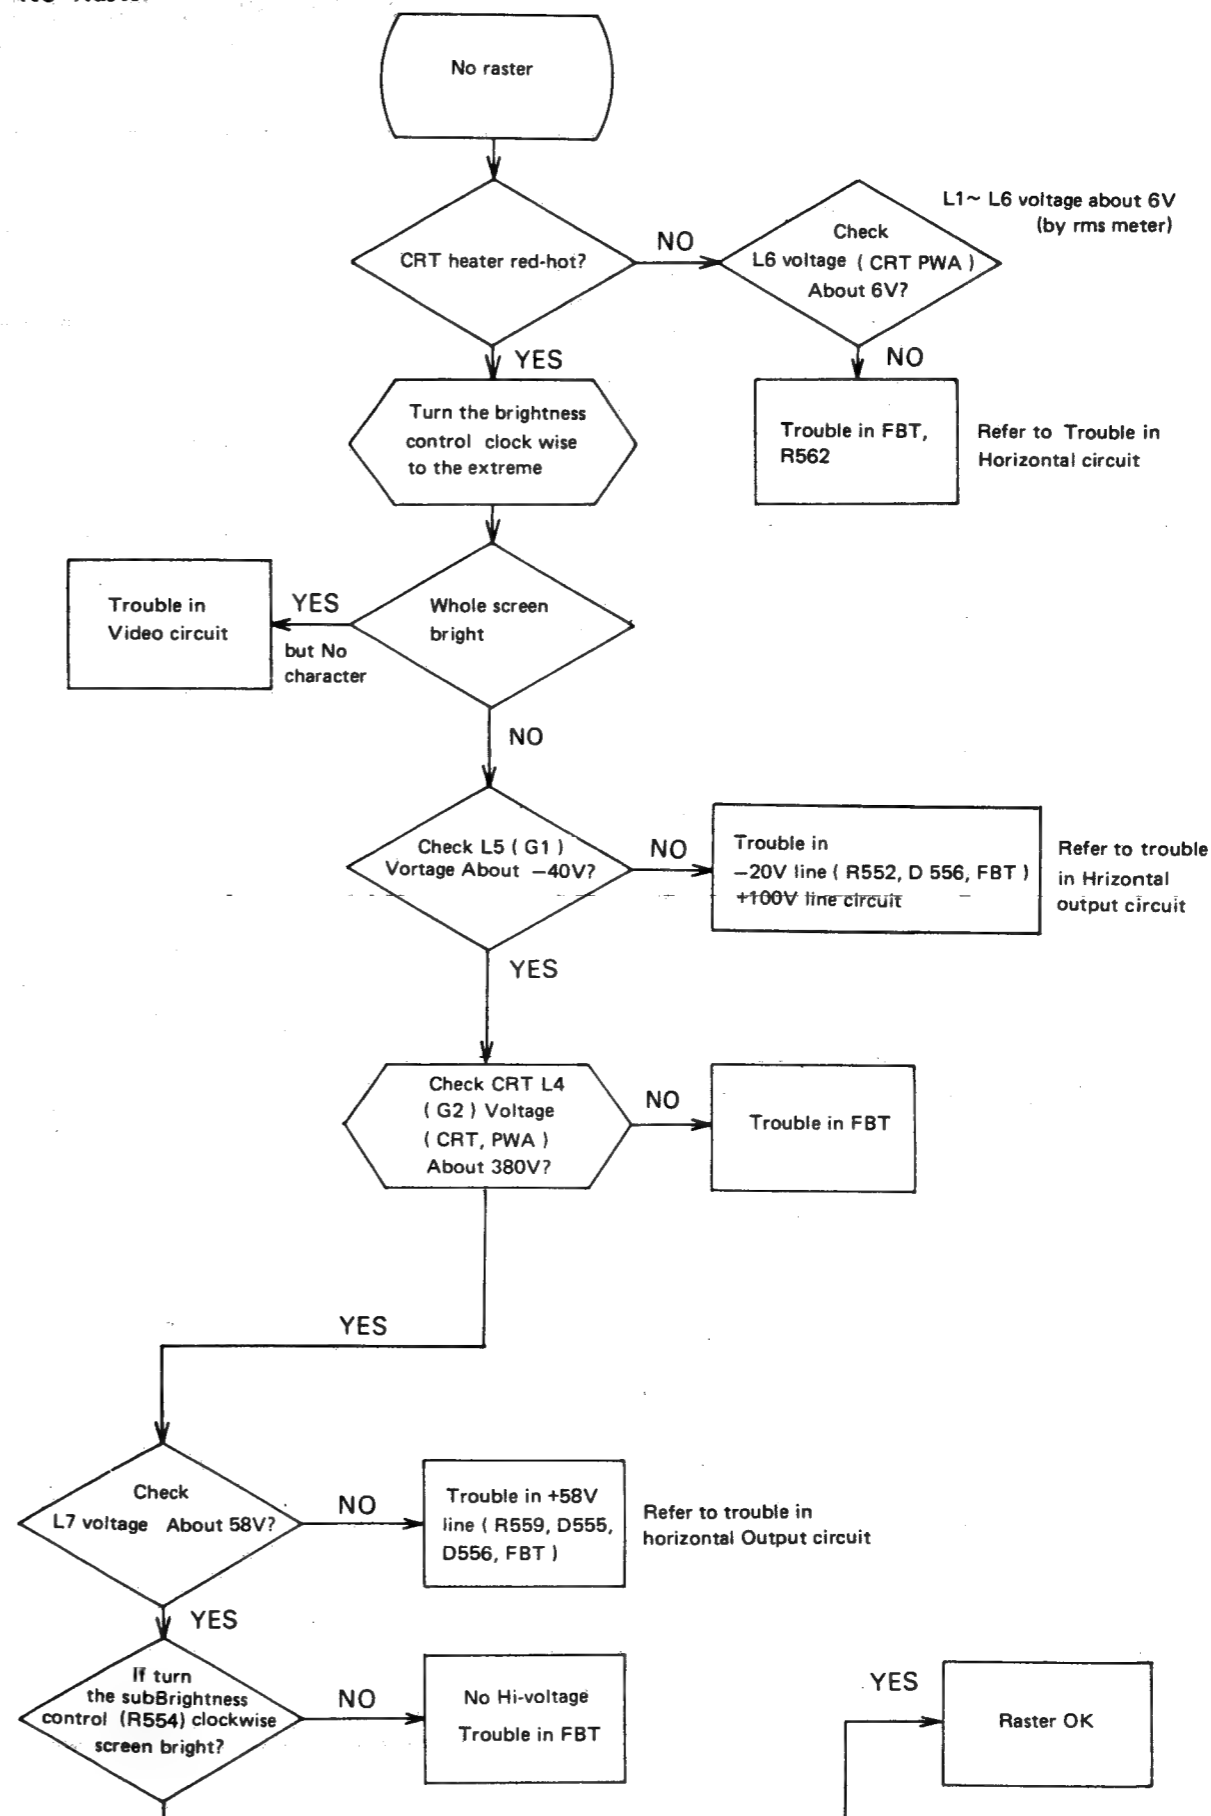 No raster
CRT heater red-hot?
NO
Check
L6 voltage ( CRT PWA )
About 6V?
L1~ L6 voltage about 6V
(by rms meter)
YES
NO
Turn the brightness
control clock wise
to the extreme
Trouble in FBT,
R562
Refer to Trouble in
Horizontal circuit
Trouble in
Video circuit
YES
but No
character
Whole screen
bright
NO
Check L5 ( G1 )
Vortage About −40V?
NO
Trouble in
−20V line ( R552, D 556, FBT )
+100V line circuit
Refer to trouble
in Hrizontal
output circuit
YES
Check CRT L4
( G2 ) Voltage
( CRT, PWA )
About 380V?
NO
Trouble in FBT
YES
Check
L7 voltage About 58V?
NO
Trouble in +58V
line ( R559, D555,
D556, FBT )
Refer to trouble in
horizontal Output circuit
YES
If turn
the subBrightness
control (R554) clockwise
screen bright?
NO
No Hi-voltage
Trouble in FBT
YES
Raster OK